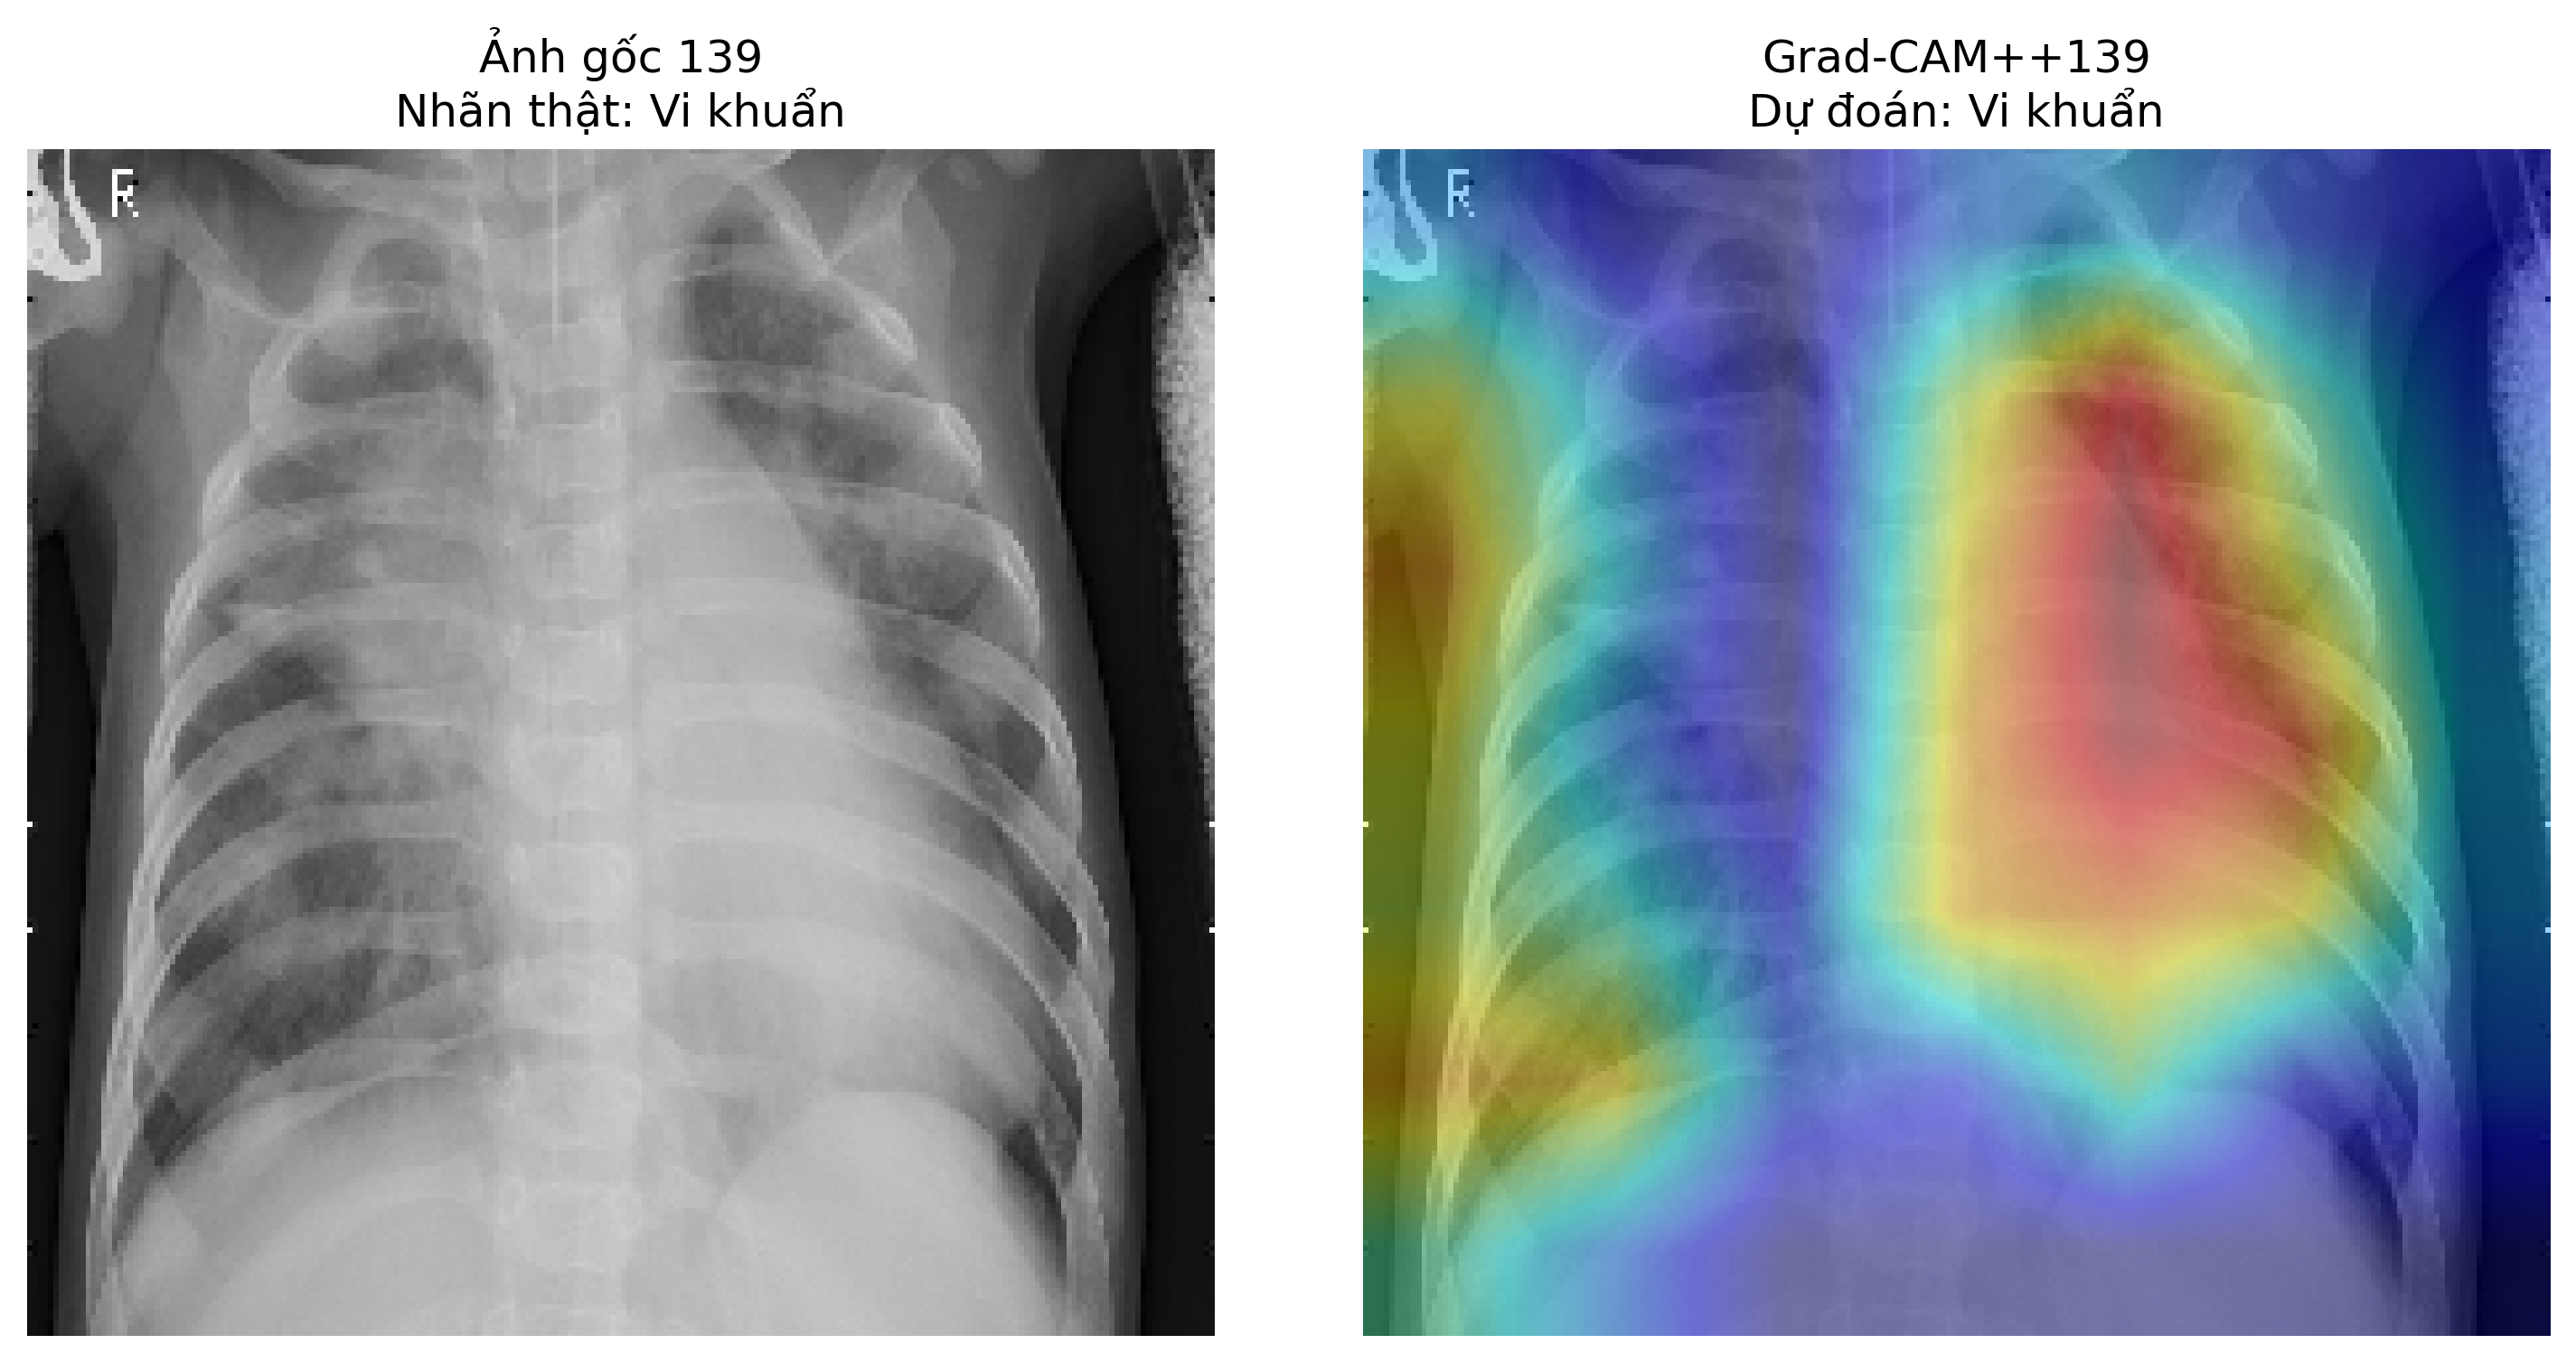 Ảnh gốc 139
Nhãn thật: Vi khuẩn
Grad-CAM++139
Dự đoán: Vi khuẩn
R
R